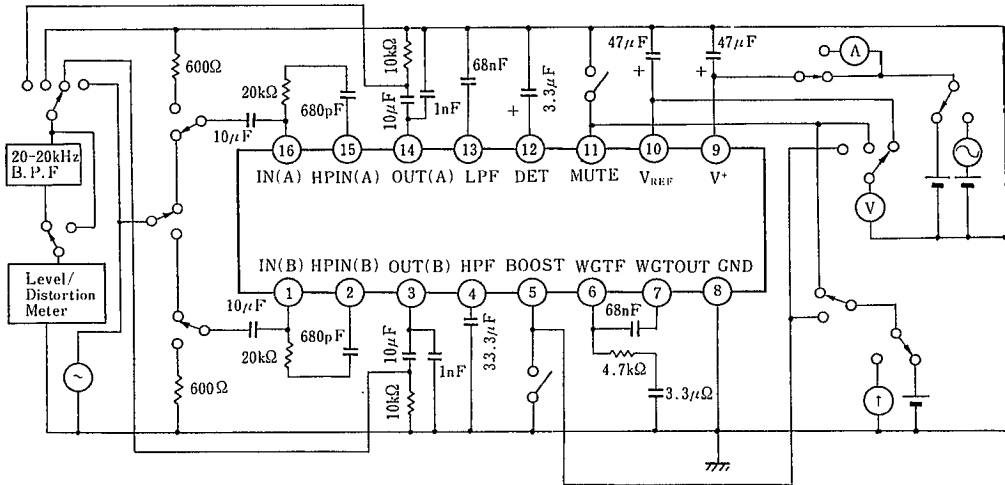 600Ω
20kΩ
680pF
10μF
10kΩ
10μF
1nF
68nF
3.3μF
+
47μF
+
47μF
+
A
20-20kHz
B.P.F
Level/
Distortion
Meter
~
10μF
16 15 14 13 12 11 10 9
IN(A) HPIN(A) OUT(A) LPF DET MUTE VREF V+
IN(B) HPIN(B) OUT(B) HPF BOOST WGTF WGTOUT GND
1 2 3 4 5 6 7 8
V
600Ω
20kΩ
680pF
10μF
10kΩ
1nF
3.3μF
68nF
4.7kΩ
3.3μΩ
↑